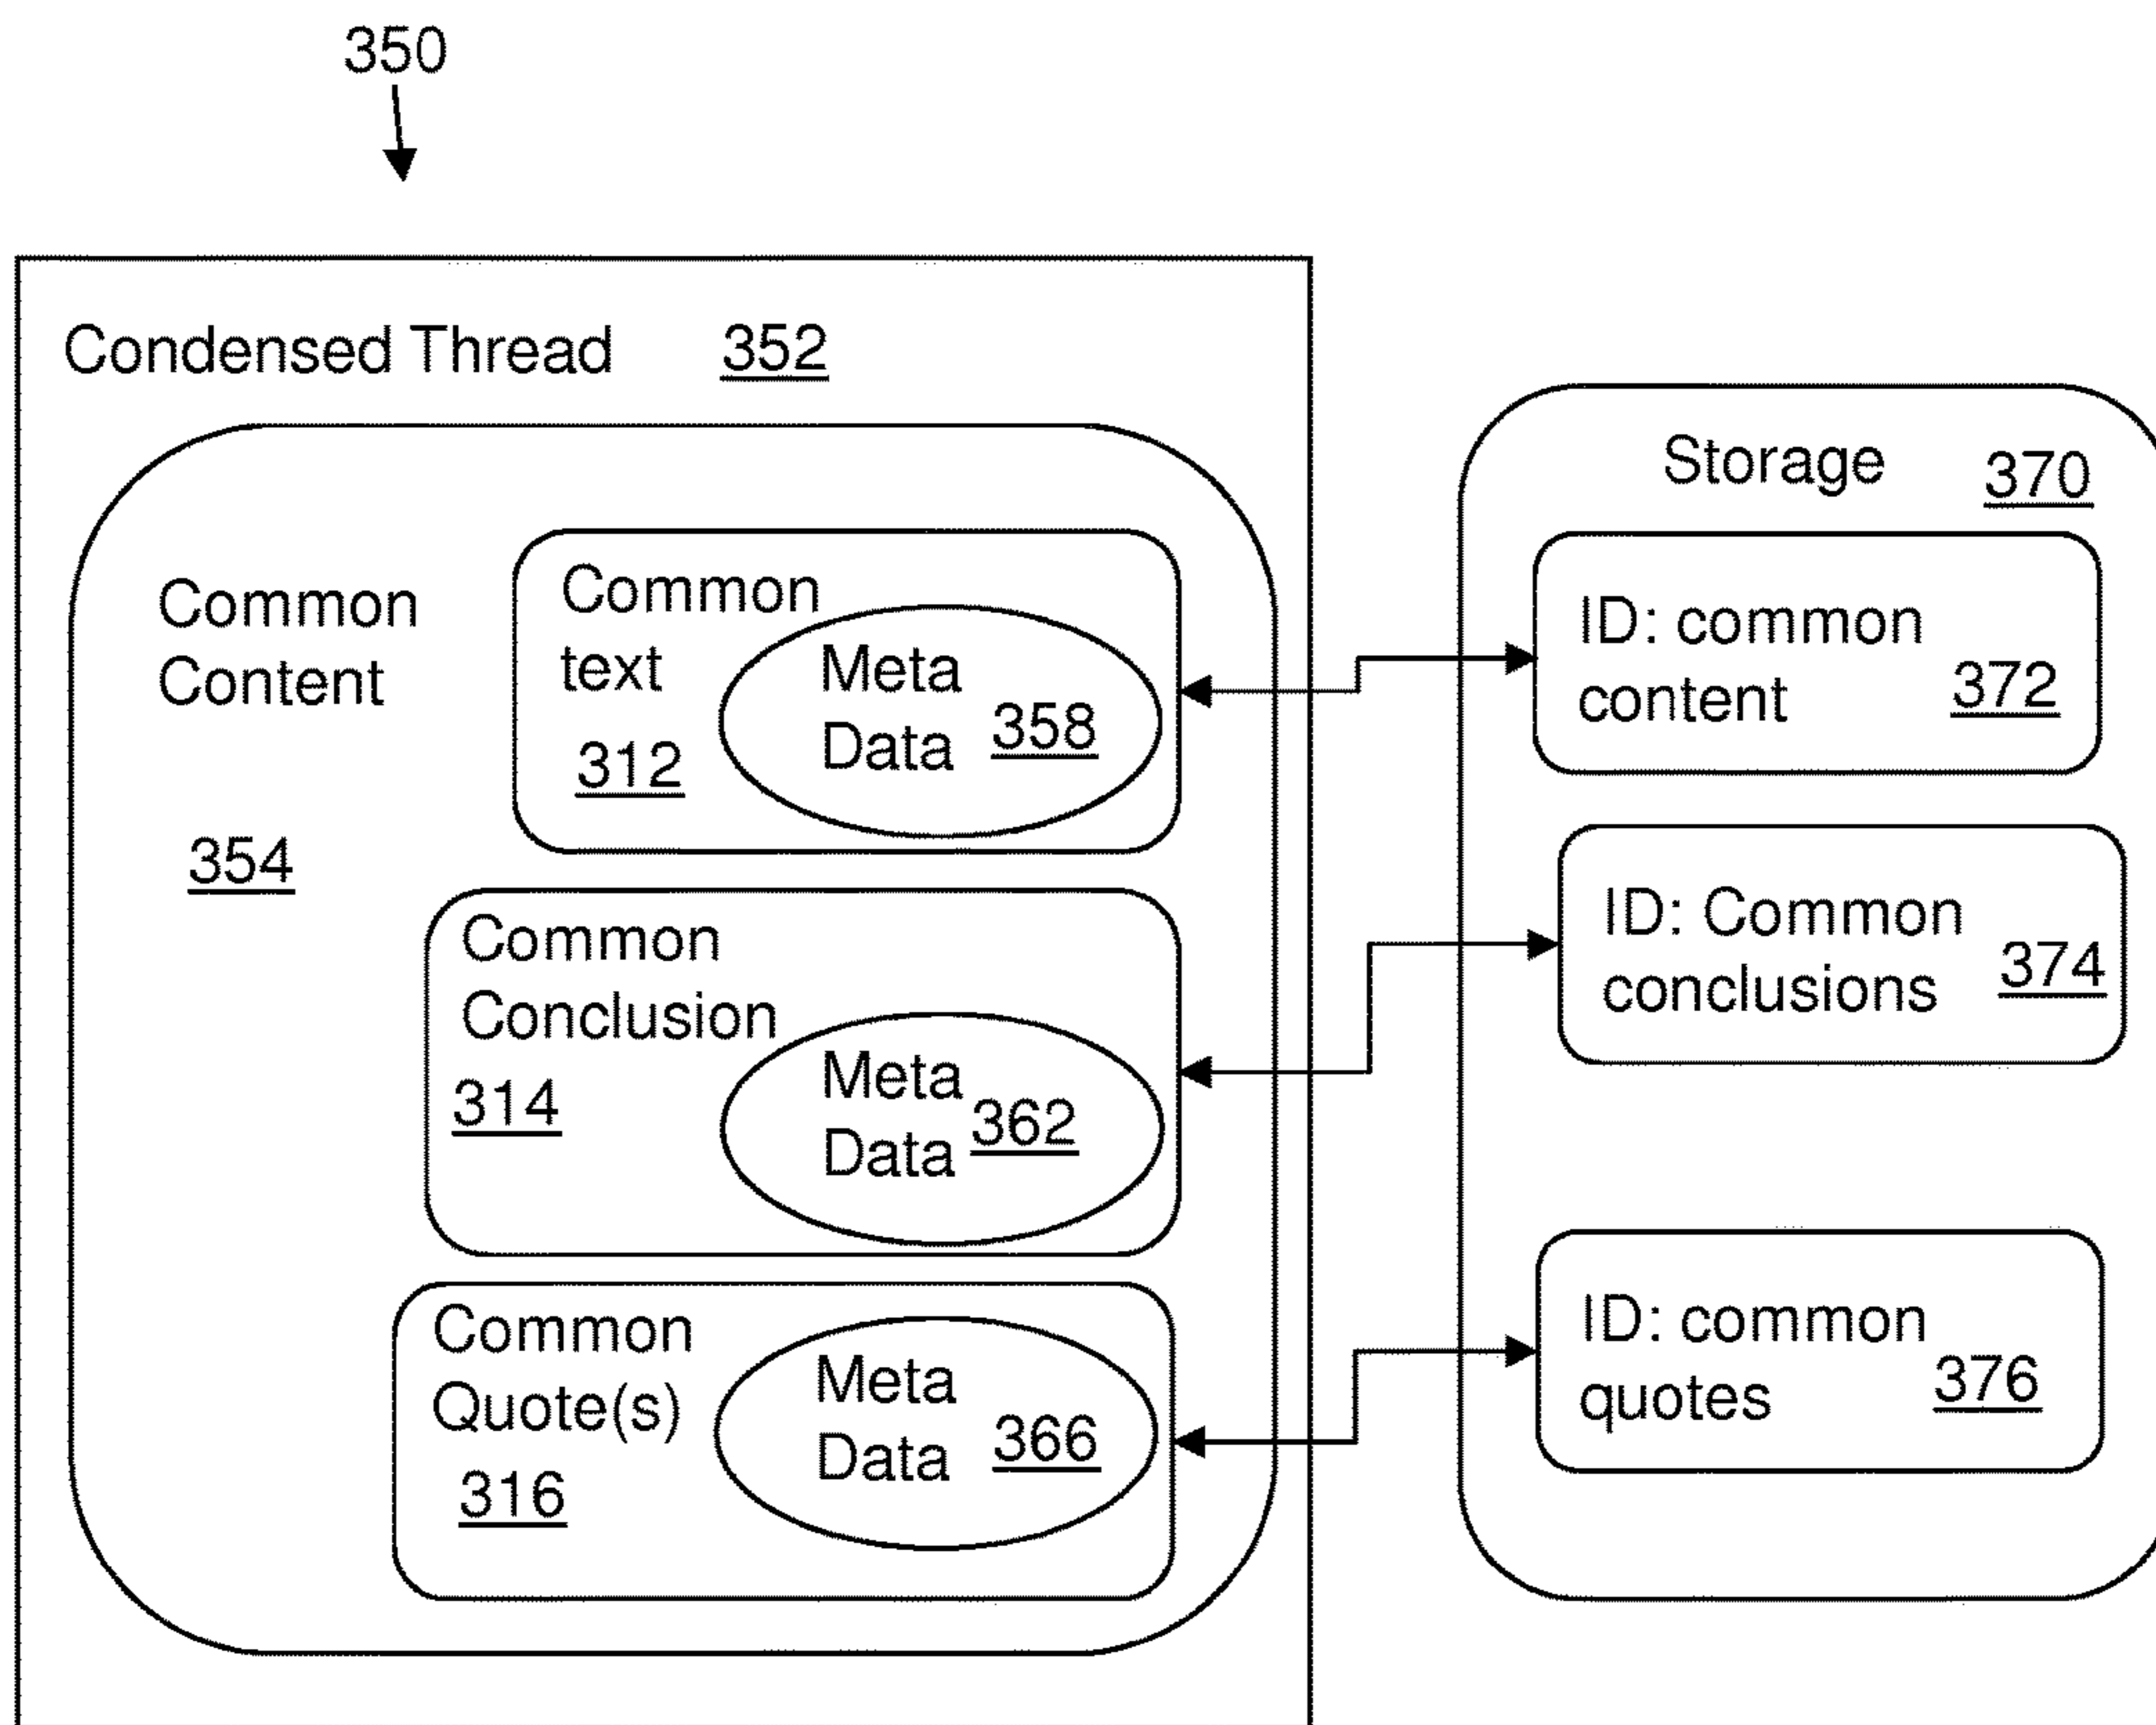 350
Condensed Thread 352
Common
Content
354
Common
text
312
Meta
Data 358
Common
Conclusion
314
Meta
Data 362
Common
Quote(s)
316
Meta
Data 366
Storage 370
ID: common
content 372
ID: Common
conclusions 374
ID: common
quotes 376